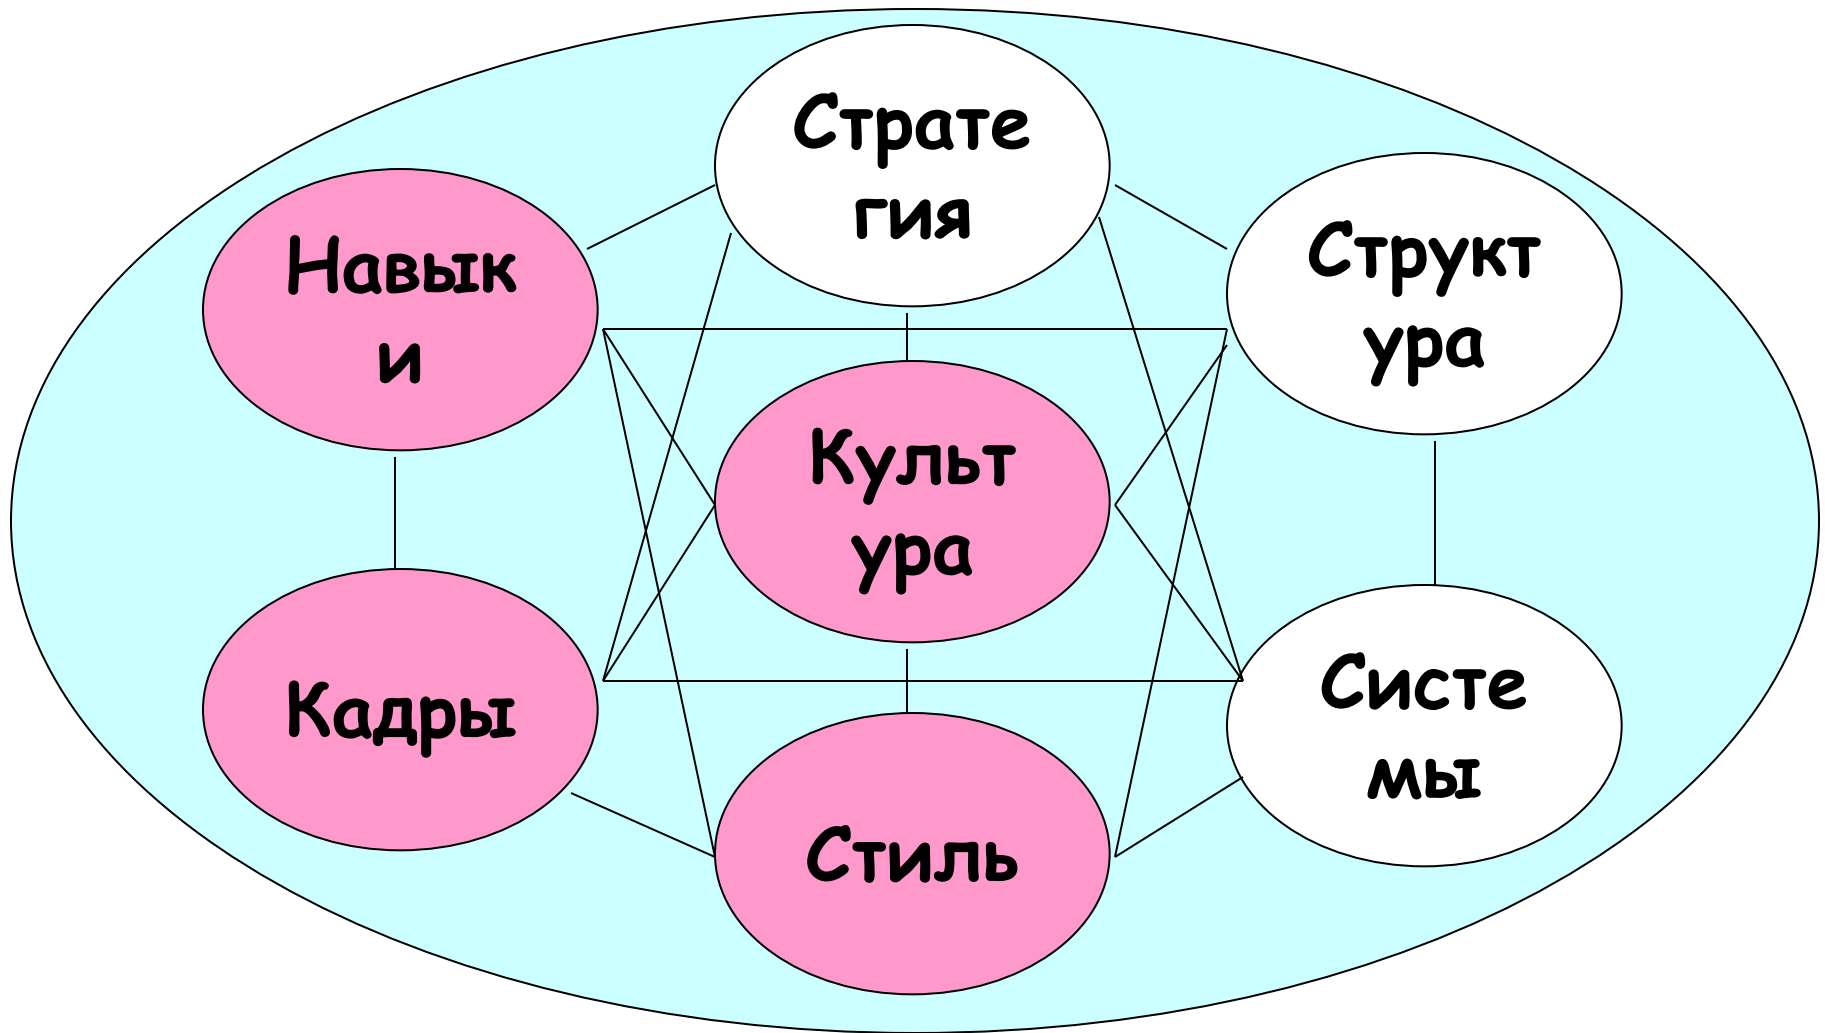 Страте
гия
Навык
и
Структ
ура
Культ
ура
Кадры
Систе
мы
Стиль